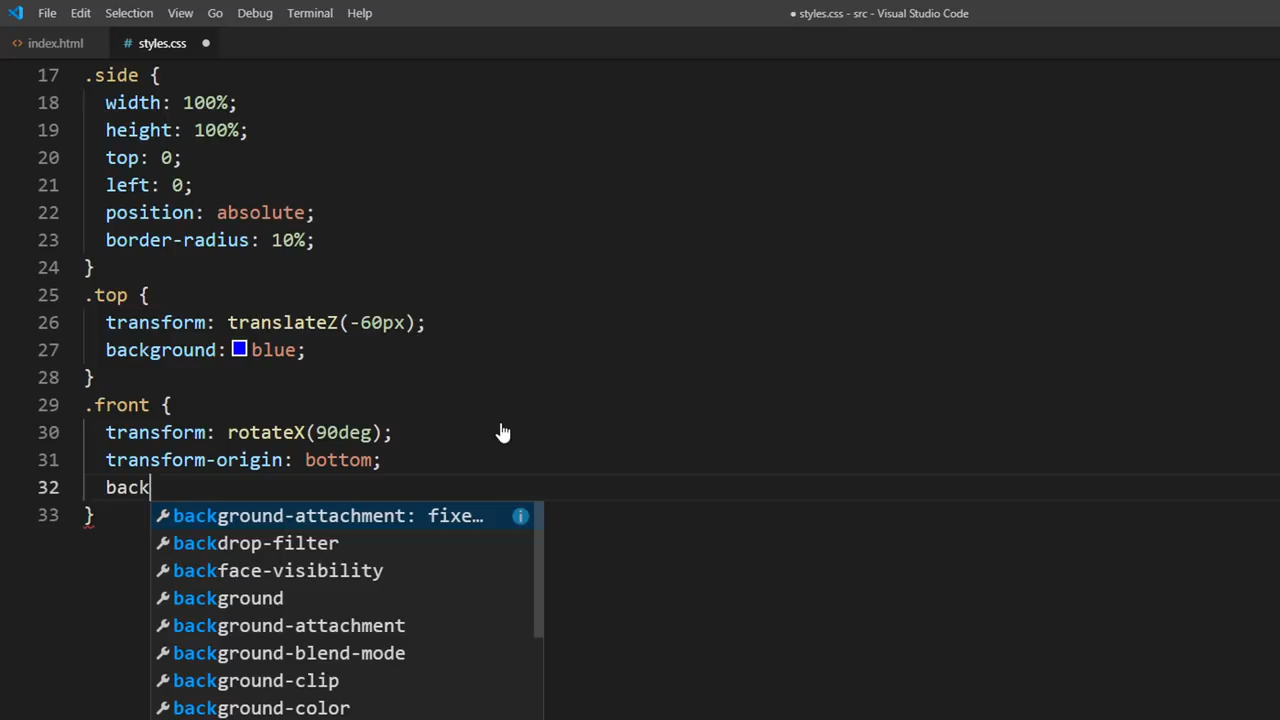 File Edit Selection View Go Debug Terminal Help ● styles.css - src - Visual Studio Code
<> index.html # styles.css ●
17 .side {
18 width: 100%;
19 height: 100%;
20 top: 0;
21 left: 0;
22 position: absolute;
23 border-radius: 10%;
24 }
25 .top {
26 transform: translateZ(-60px);
27 background: blue;
28 }
29 .front {
30 transform: rotateX(90deg);
31 transform-origin: bottom;
32 back
background-attachment: fixe…
33 }
backdrop-filter
backface-visibility
background
background-attachment
background-blend-mode
background-clip
background-color